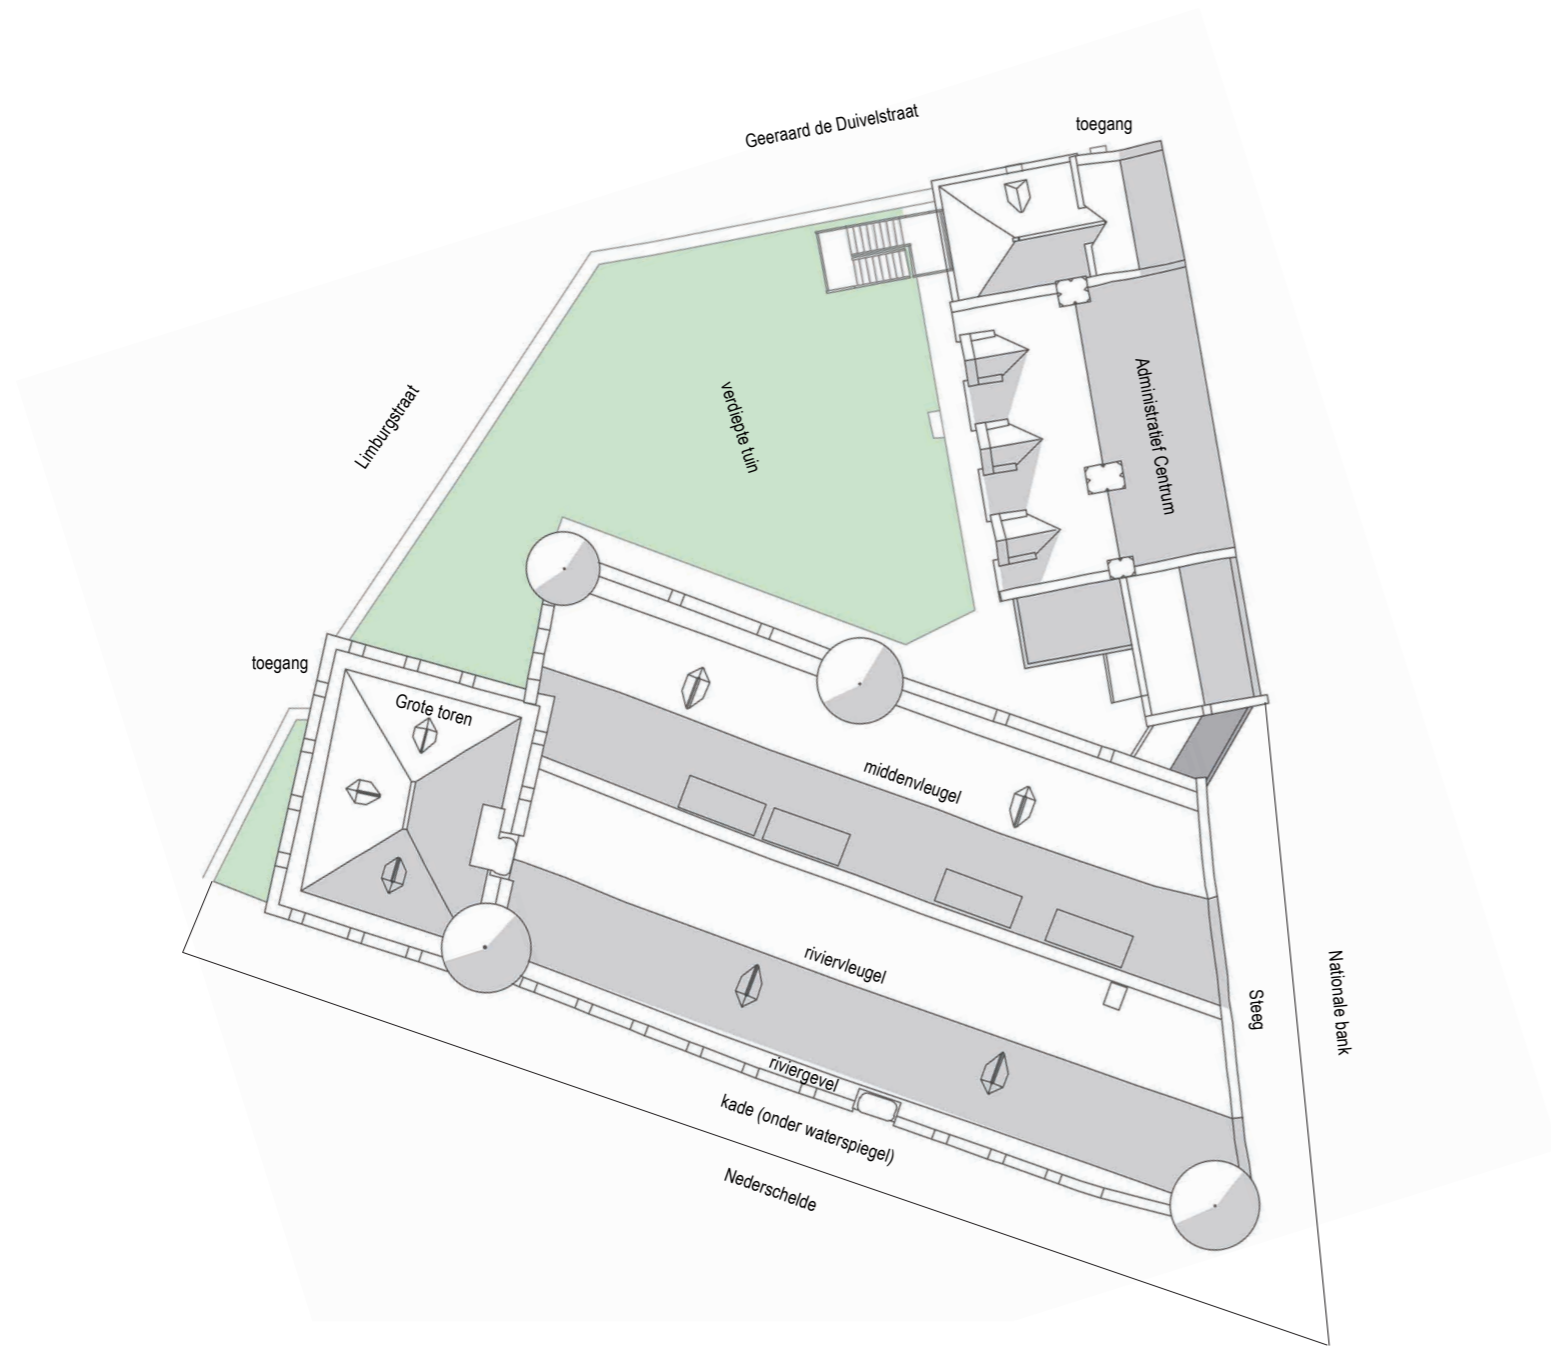 Geeraard de Duivelstraat
toegang
Limburgstraat
verdiepte tuin
Administratief Centrum
toegang
Grote toren
middenvleugel
riviervleugel
Steeg
Nationale bank
riviergevel
kade (onder waterspiegel)
Nederschelde